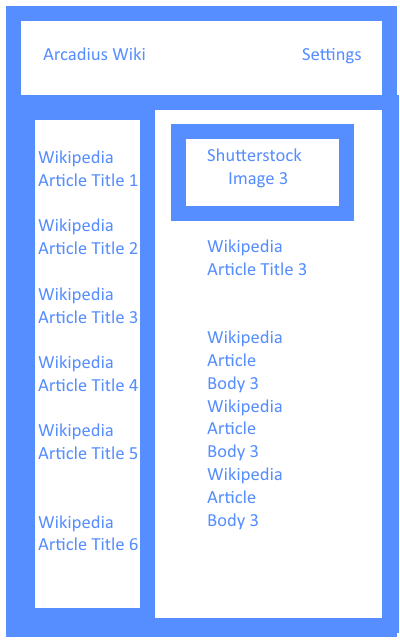 Arcadius Wiki
Settings
Wikipedia
Article Title 1
Wikipedia
Article Title 2
Wikipedia
Article Title 3
Wikipedia
Article Title 4
Wikipedia
Article Title 5
Wikipedia
Article Title 6
Shutterstock
Image 3
Wikipedia
Article Title 3
Wikipedia
Article
Body 3
Wikipedia
Article
Body 3
Wikipedia
Article
Body 3